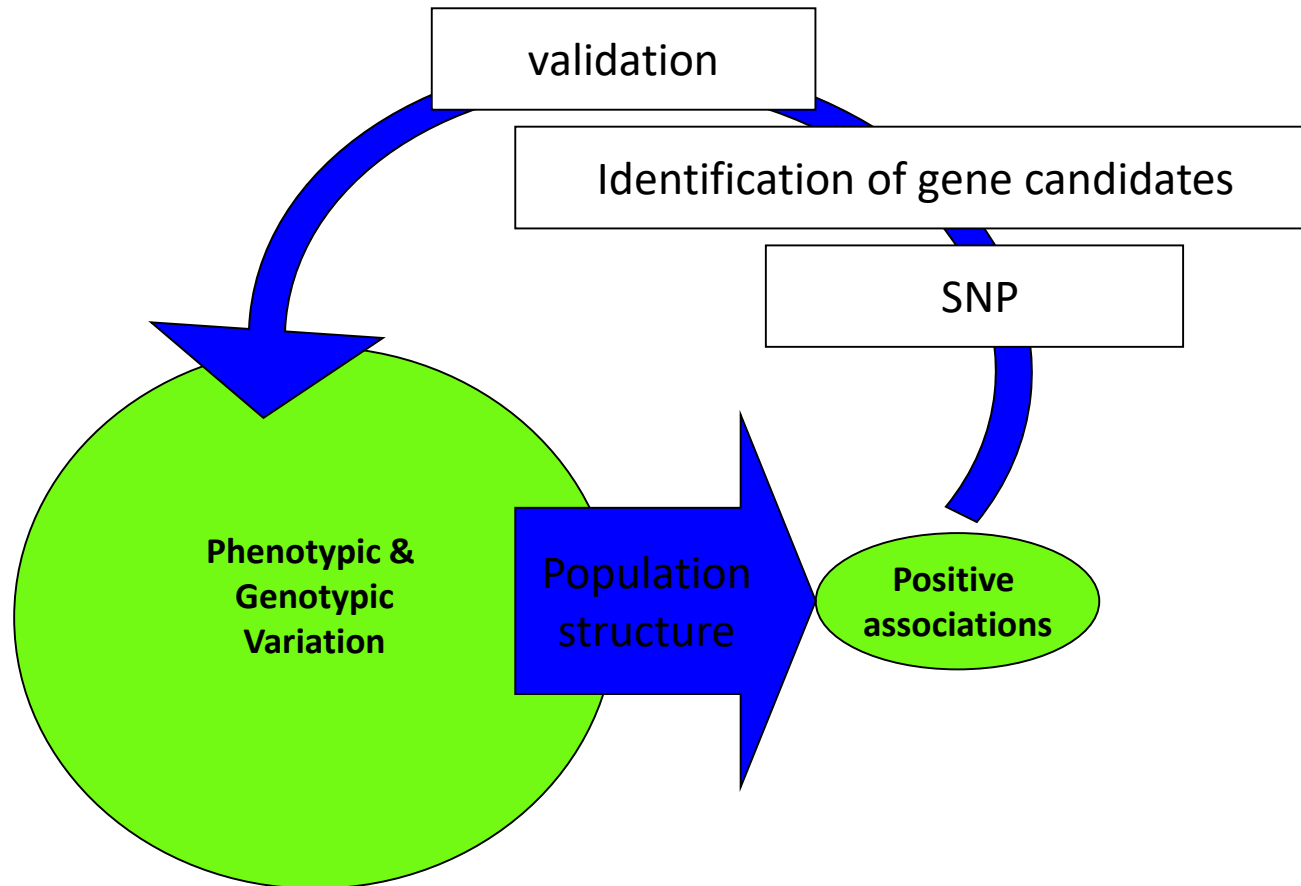 validation
Identification of gene candidates
SNP
Phenotypic &
Genotypic
Variation
Population
structure
Positive
associations